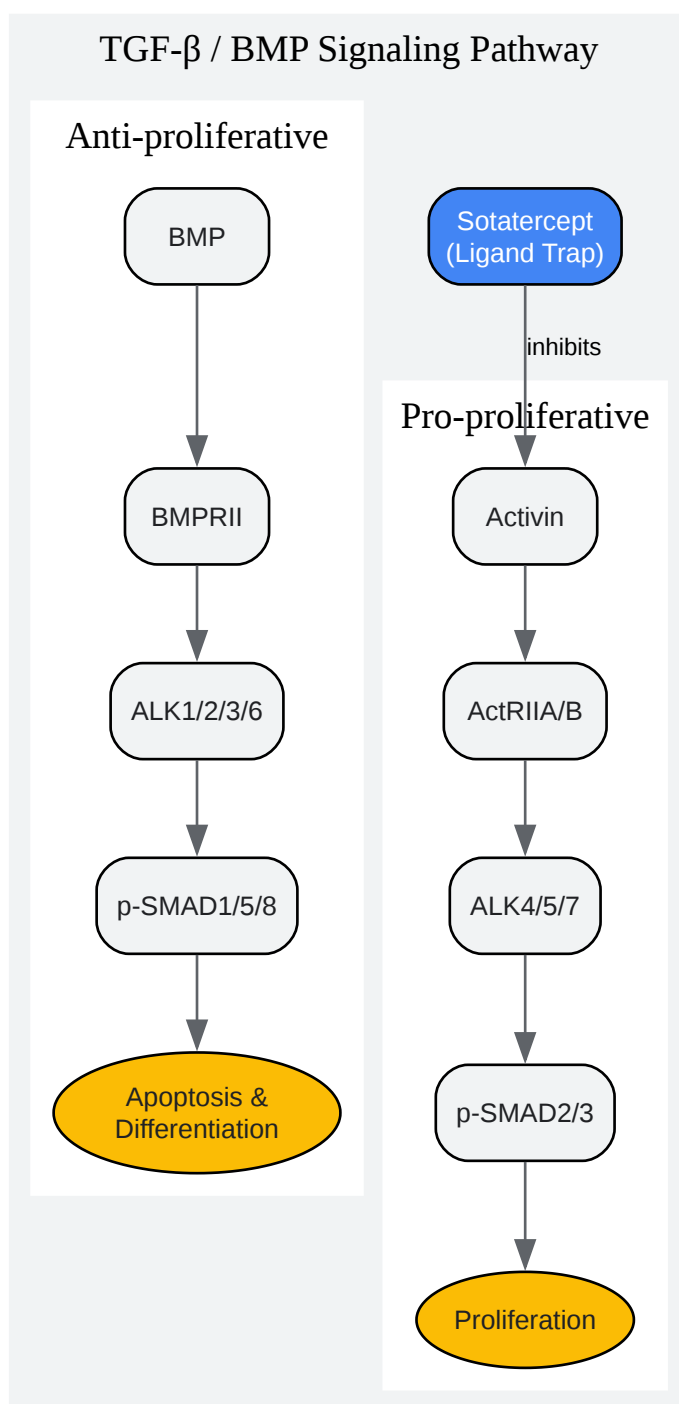 TGF-β / BMP Signaling Pathway
Anti-proliferative
BMP
BMPRII
ALK1/2/3/6
p-SMAD1/5/8
Apoptosis &
Differentiation
Sotatercept
(Ligand Trap)
inhibits
Pro-proliferative
Activin
ActRIIA/B
ALK4/5/7
p-SMAD2/3
Proliferation